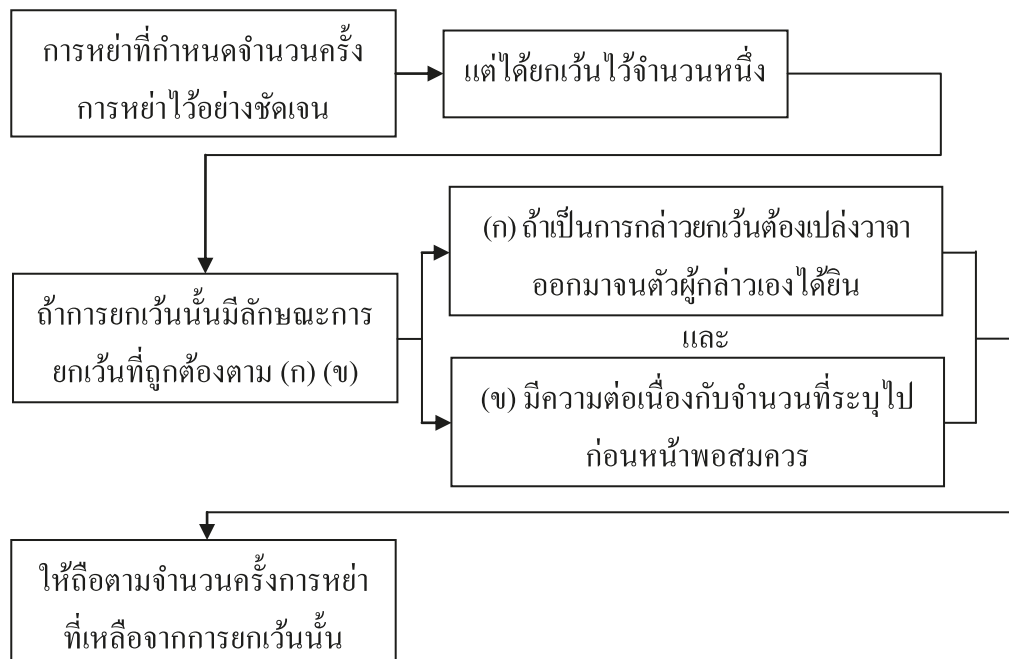 การหย่าที่กำหนดจำนวนครั้ง
การหย่าไว้อย่างชัดเจน
แต่ได้ยกเว้นไว้จำนวนหนึ่ง
ถ้าการยกเว้นนั้นมีลักษณะการ
ยกเว้นที่ถูกต้องตาม (ก) (ข)
(ก) ถ้าเป็นการกล่าวยกเว้นต้องเปล่งวาจา
ออกมาจนตัวผู้กล่าวเองได้ยิน
และ
(ข) มีความต่อเนื่องกับจำนวนที่ระบุไป
ก่อนหน้าพอสมควร
ให้ถือตามจำนวนครั้งการหย่า
ที่เหลือจากการยกเว้นนั้น